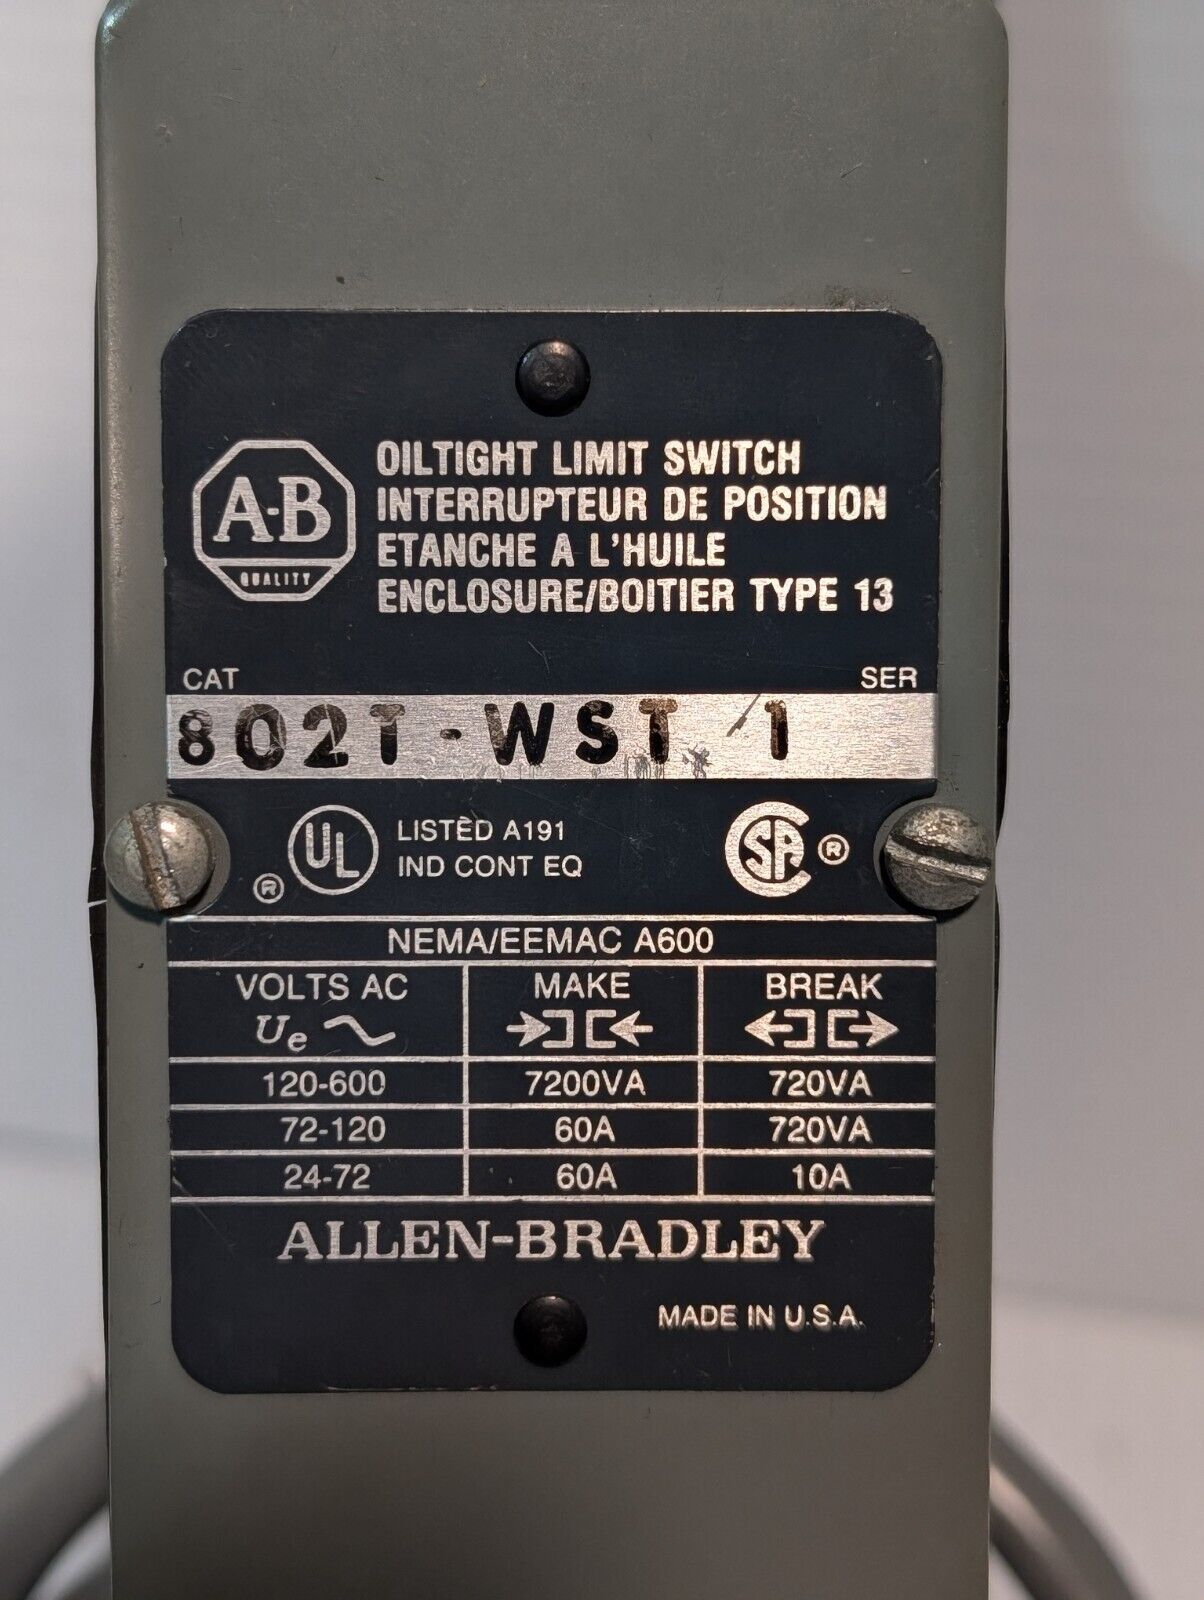 A-B
QUALITY
OILTIGHT LIMIT SWITCH
INTERRUPTEUR DE POSITION
ETANCHE A L'HUILE
ENCLOSURE/BOITIER TYPE 13
CAT SER
802T-WST 1
® UL LISTED A191
IND CONT EQ
CSA ®
NEMA/EEMAC A600
VOLTS AC MAKE BREAK
Ue
120-600 7200VA 720VA
72-120 60A 720VA
24-72 60A 10A
ALLEN-BRADLEY
MADE IN U.S.A.